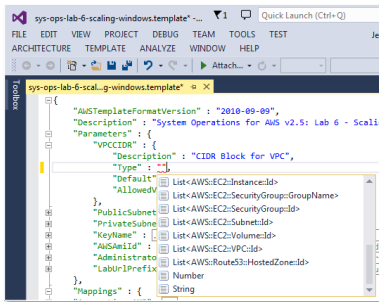 sys-ops-lab-6-scaling-windows.template* -... 1 Quick Launch (Ctrl+Q)
FILE EDIT VIEW PROJECT DEBUG TEAM TOOLS TEST Je
ARCHITECTURE TEMPLATE ANALYZE WINDOW HELP
Attach...
Toolbox
sys-ops-lab-6-scal...g-windows.template*
{
"AWSTemplateFormatVersion" : "2010-09-09",
"Description" : "System Operations for AWS v2.5: Lab 6 - Scali
"Parameters" : {
"VPCCIDR" : {
"Description" : "CIDR Block for VPC",
"Type" : "",
"Default"
"AllowedV
},
"PublicSubnet
"PrivateSubne
"KeyName" :
"AWSAmiId" :
"Administrato
"LabUrlPrefix
},
"Mappings" : {
List<AWS::EC2::Instance::Id>
List<AWS::EC2::SecurityGroup::GroupName>
List<AWS::EC2::SecurityGroup::Id>
List<AWS::EC2::Subnet::Id>
List<AWS::EC2::Volume::Id>
List<AWS::EC2::VPC::Id>
List<AWS::Route53::HostedZone::Id>
Number
String